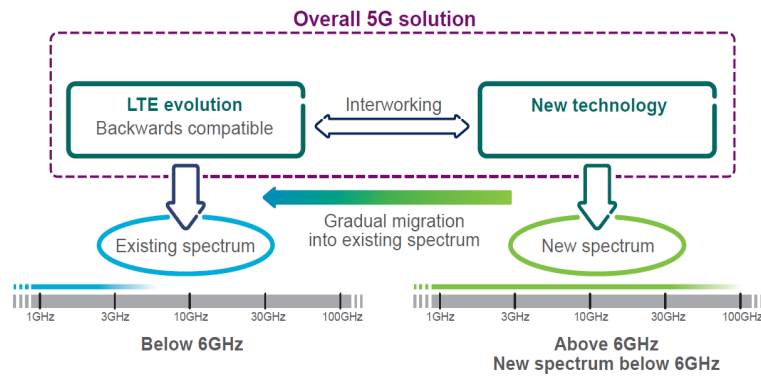 Overall 5G solution
LTE evolution
Backwards compatible
Interworking
New technology
Gradual migration
into existing spectrum
Existing spectrum
New spectrum
1GHz 3GHz 10GHz 30GHz 100GHz
1GHz 3GHz 10GHz 30GHz 100GHz
Below 6GHz
Above 6GHz
New spectrum below 6GHz